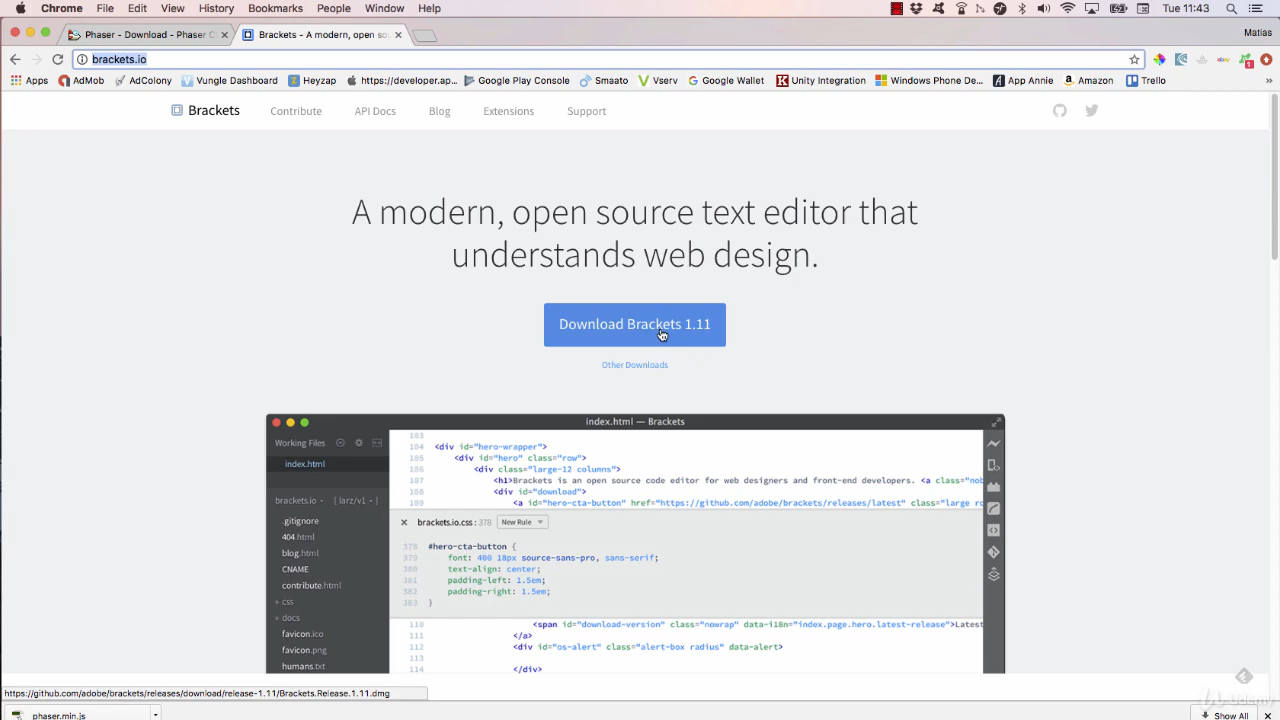 Chrome File Edit View History Bookmarks People Window Help
Tue 11:43
Phaser - Download - Phaser C
Brackets - A modern, open so
Matias
brackets.io
Apps AdMob AdColony Vungle Dashboard Heyzap https://developer.ap... Google Play Console Smaato Vserv Google Wallet Unity Integration Windows Phone De... App Annie Amazon Trello »
Brackets Contribute API Docs Blog Extensions Support
A modern, open source text editor that
understands web design.
Download Brackets 1.11
Other Downloads
index.html — Brackets
Working Files
index.html
brackets.io [ larz/v1 ]
.gitignore
404.html
blog.html
CNAME
contribute.html
css
docs
favicon.ico
favicon.png
humans.txt
103
104 <div id="hero-wrapper">
105 <div id="hero" class="row">
106 <div class="large-12 columns">
107 <h1>Brackets is an open source code editor for web designers and front-end developers. <a class="nob
108 <div id="download">
109 <a id="hero-cta-button" href="https://github.com/adobe/brackets/releases/latest" class="large ro
× brackets.io.css : 378 New Rule
378 #hero-cta-button {
379 font: 400 18px source-sans-pro, sans-serif;
380 text-align: center;
381 padding-left: 1.5em;
382 padding-right: 1.5em;
383 }
110 <span id="download-version" class="nowrap" data-i18n="index.page.hero.latest-release">Latest
111 </a>
112 <div id="os-alert" class="alert-box radius" data-alert>
113
114 </div>
https://github.com/adobe/brackets/releases/download/release-1.11/Brackets.Release.1.11.dmg
Udemy
phaser.min.js
Show All